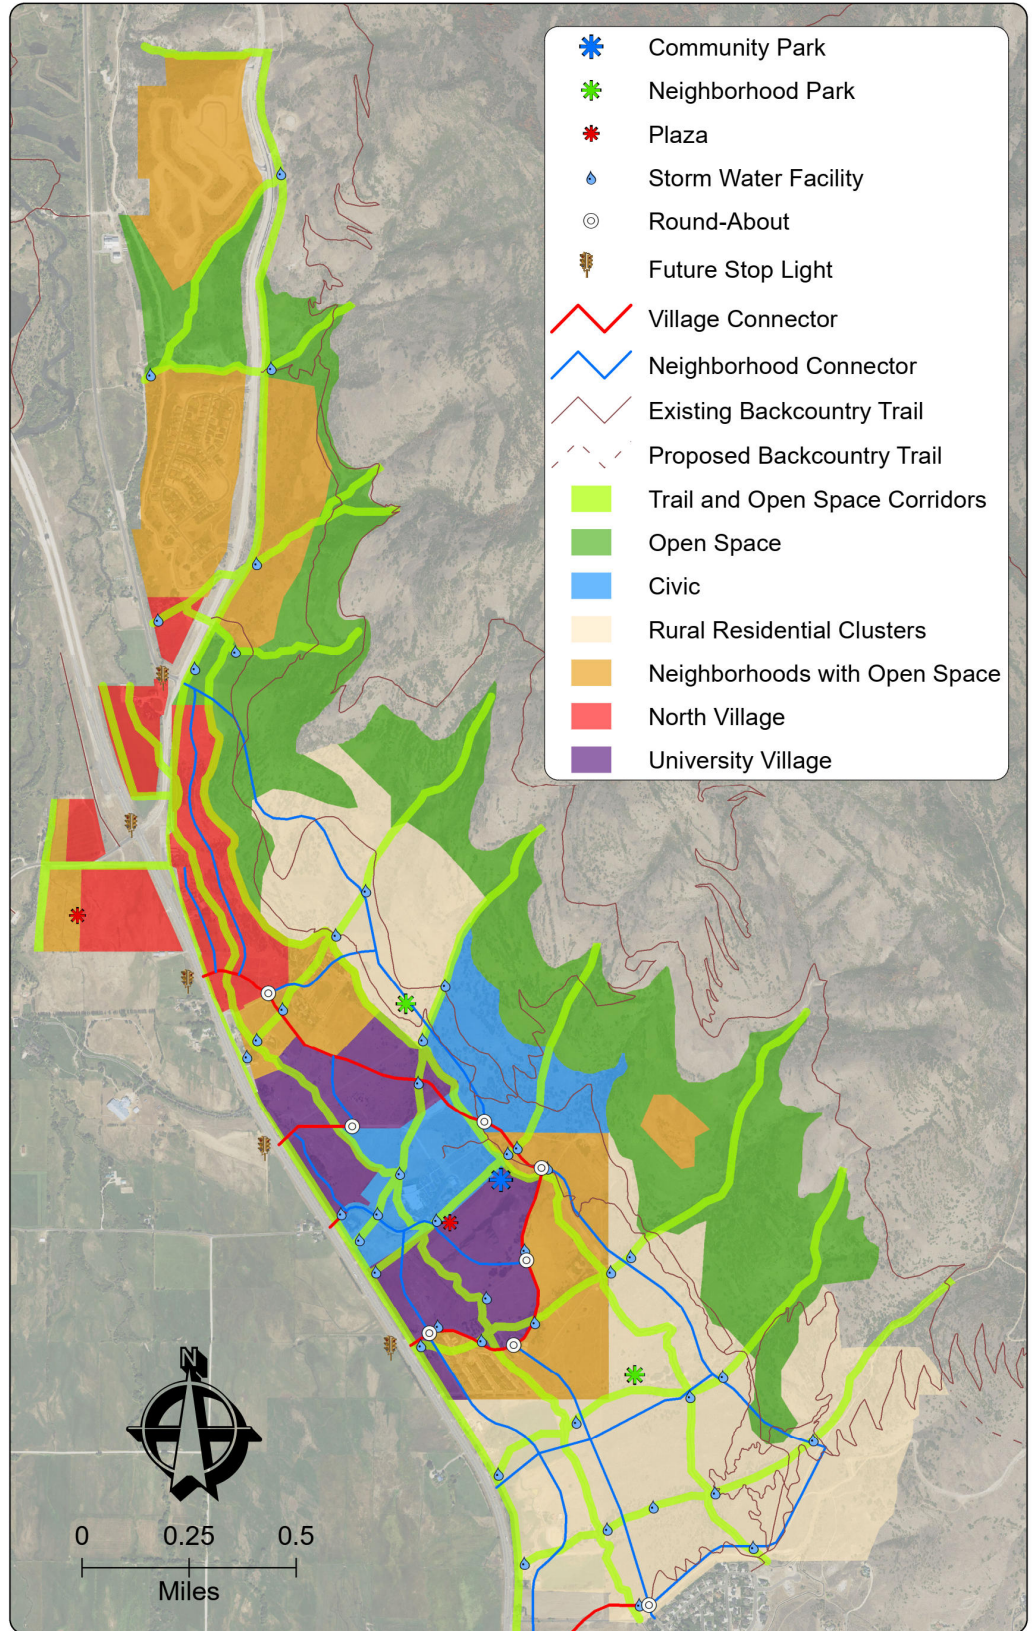 Community Park
Neighborhood Park
Plaza
Storm Water Facility
Round-About
Future Stop Light
Village Connector
Neighborhood Connector
Existing Backcountry Trail
Proposed Backcountry Trail
Trail and Open Space Corridors
Open Space
Civic
Rural Residential Clusters
Neighborhoods with Open Space
North Village
University Village
N
0 0.25 0.5
Miles